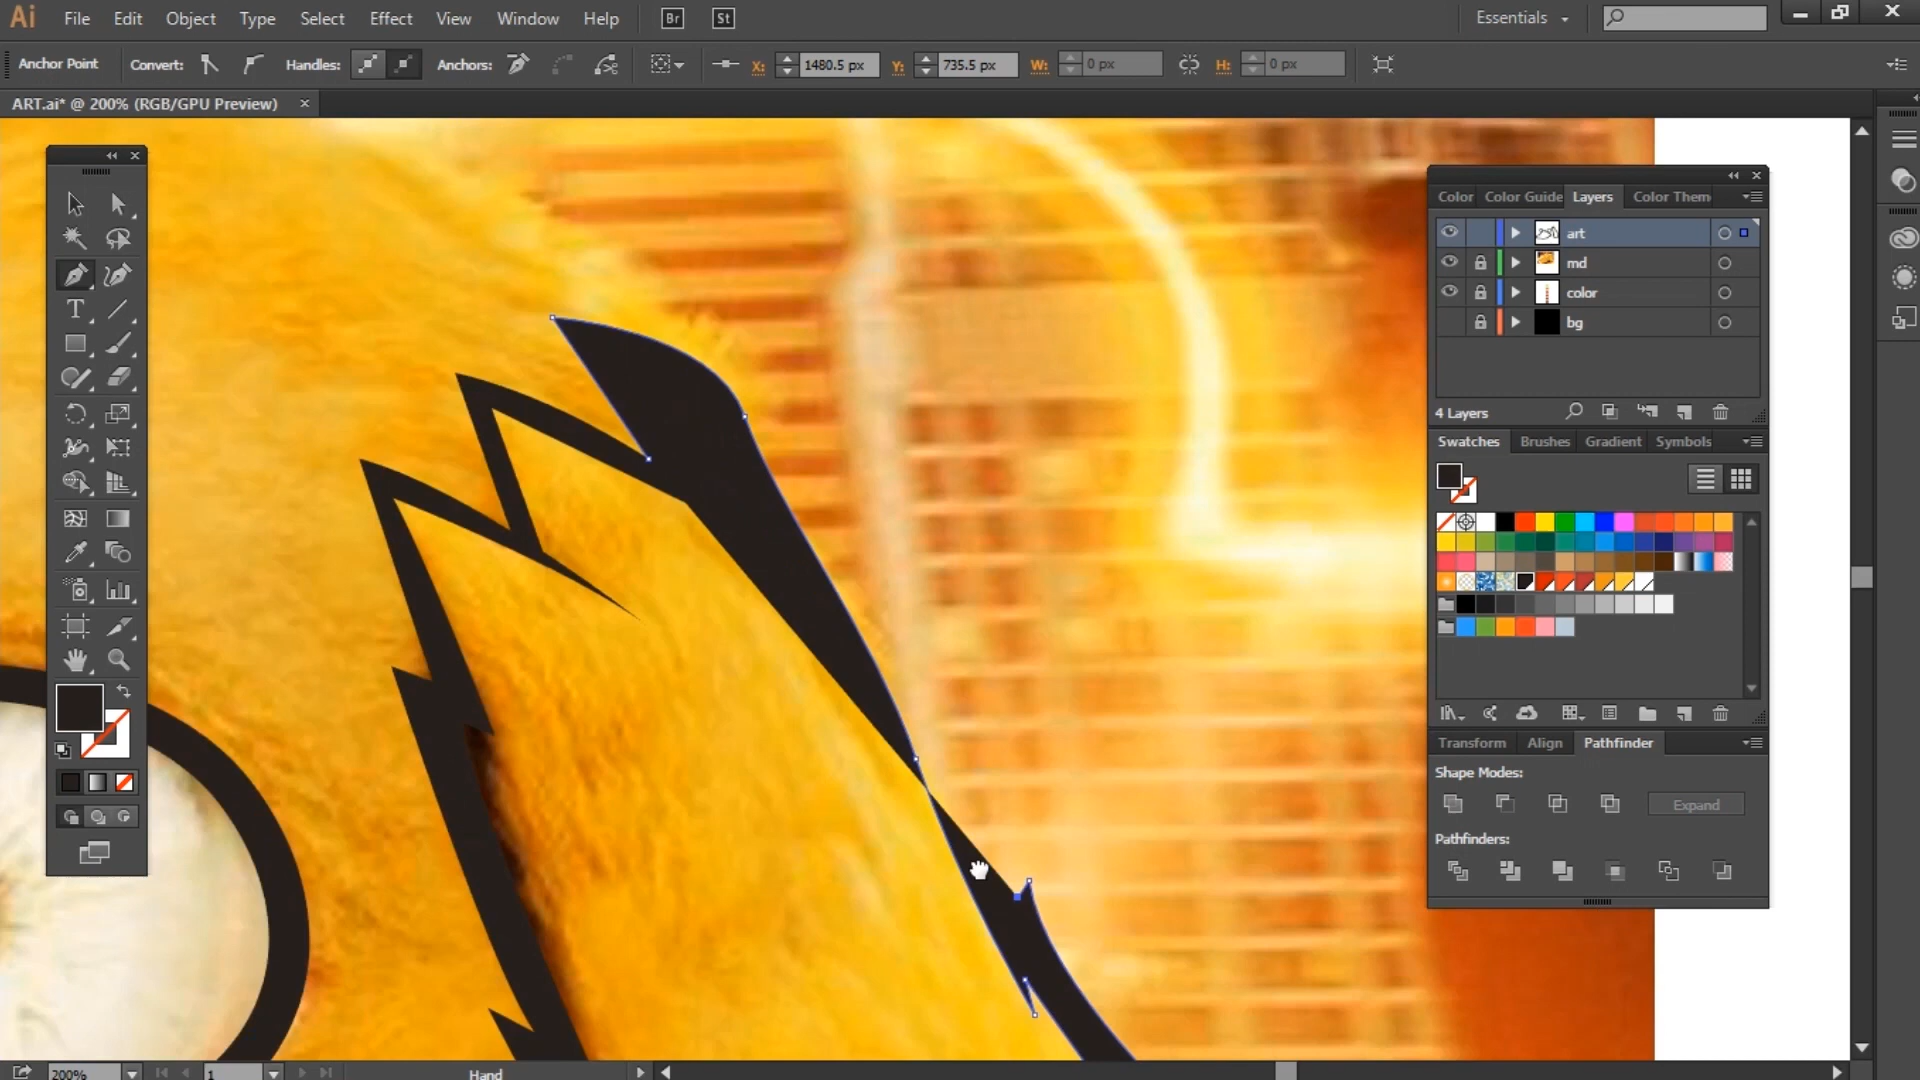 Ai File Edit Object Type Select Effect View Window Help Br St Essentials
Anchor Point Convert: Handles: Anchors: X: 1480.5 px Y: 735.5 px W: 0 px H: 0 px
ART.ai* @ 200% (RGB/GPU Preview)
Color Color Guide Layers Color Them
art
md
color
bg
4 Layers
Swatches Brushes Gradient Symbols
Transform Align Pathfinder
Shape Modes:
Expand
Pathfinders:
200% 1 Hand